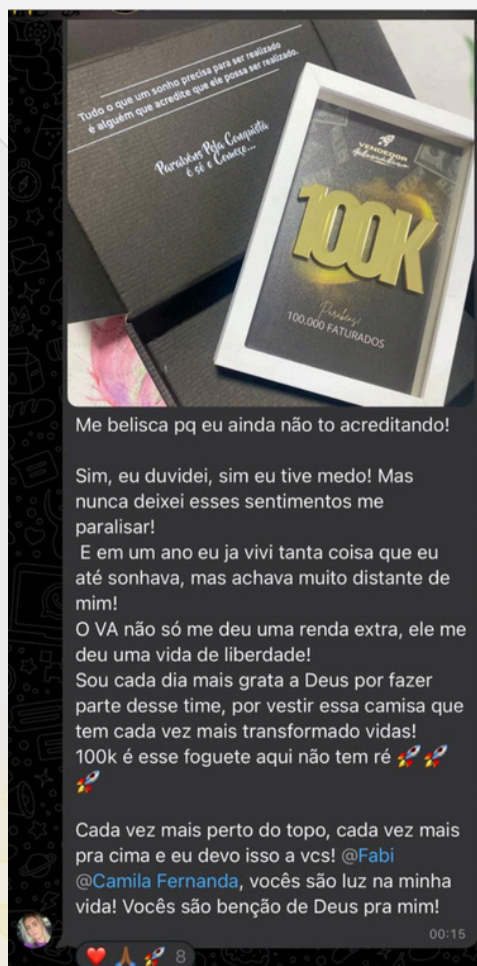 Tudo o que um sonho precisa para ser realizado
é alguém que acredite que ele possa ser realizado.
Parabéns Pela Conquista
é só o Começo...
VENDEDOR
100K
Parabéns!
100.000 FATURADOS
Me belisca pq eu ainda não to acreditando!
Sim, eu duvidei, sim eu tive medo! Mas
nunca deixei esses sentimentos me
paralisar!
E em um ano eu ja vivi tanta coisa que eu
até sonhava, mas achava muito distante de
mim!
O VA não só me deu uma renda extra, ele me
deu uma vida de liberdade!
Sou cada dia mais grata a Deus por fazer
parte desse time, por vestir essa camisa que
tem cada vez mais transformado vidas!
100k é esse foguete aqui não tem ré 🚀 🚀
🚀
Cada vez mais perto do topo, cada vez mais
pra cima e eu devo isso a vcs! @Fabi
@Camila Fernanda, vocês são luz na minha
vida! Vocês são benção de Deus pra mim!
00:15
❤️ 🙏🏾 🚀 8